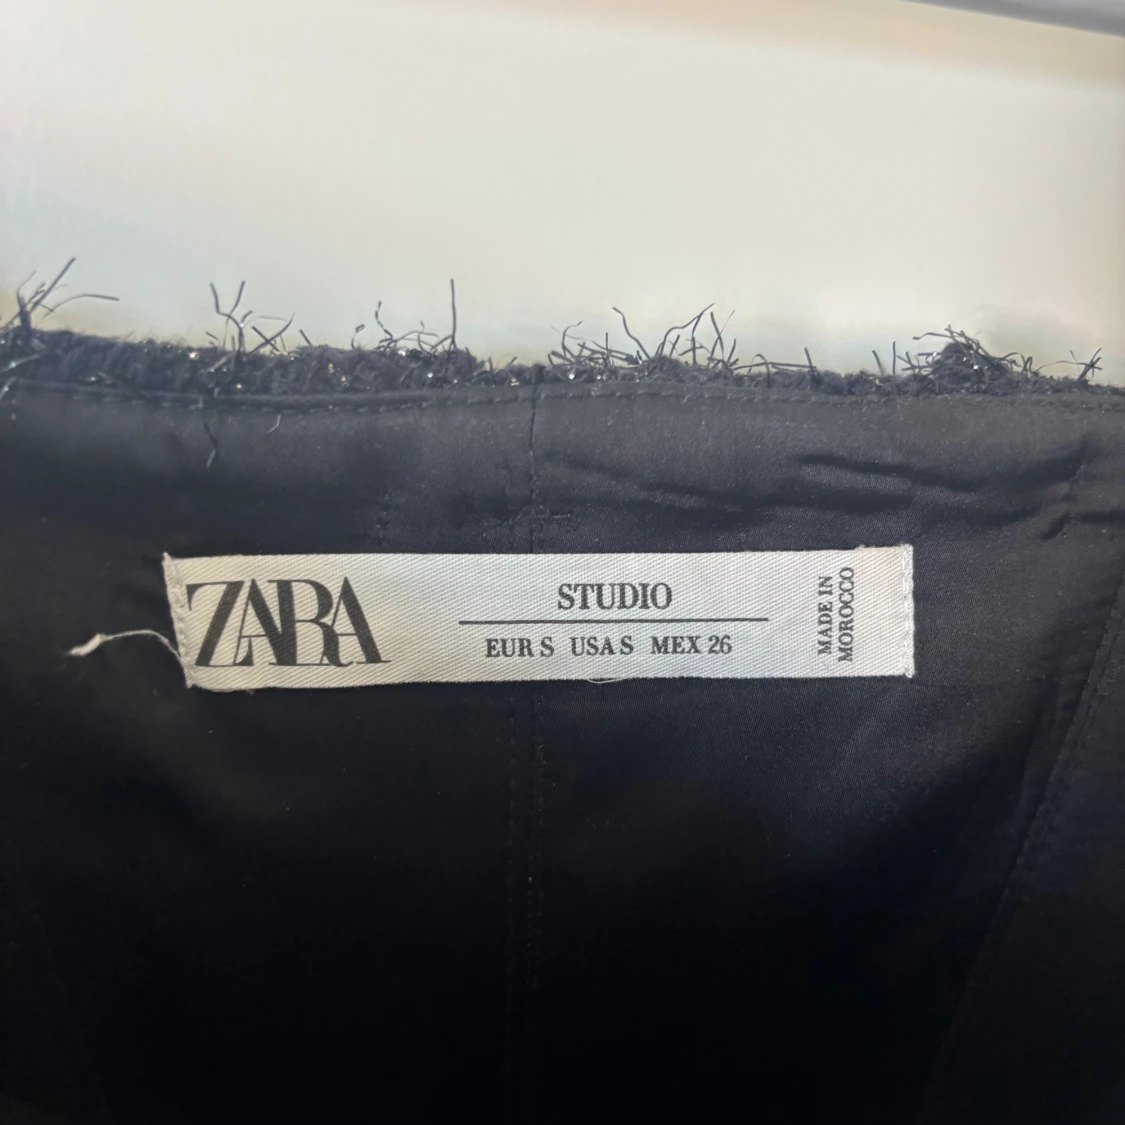 ZARA
STUDIO
EUR S USA S MEX 26
MADE IN
MOROCCO